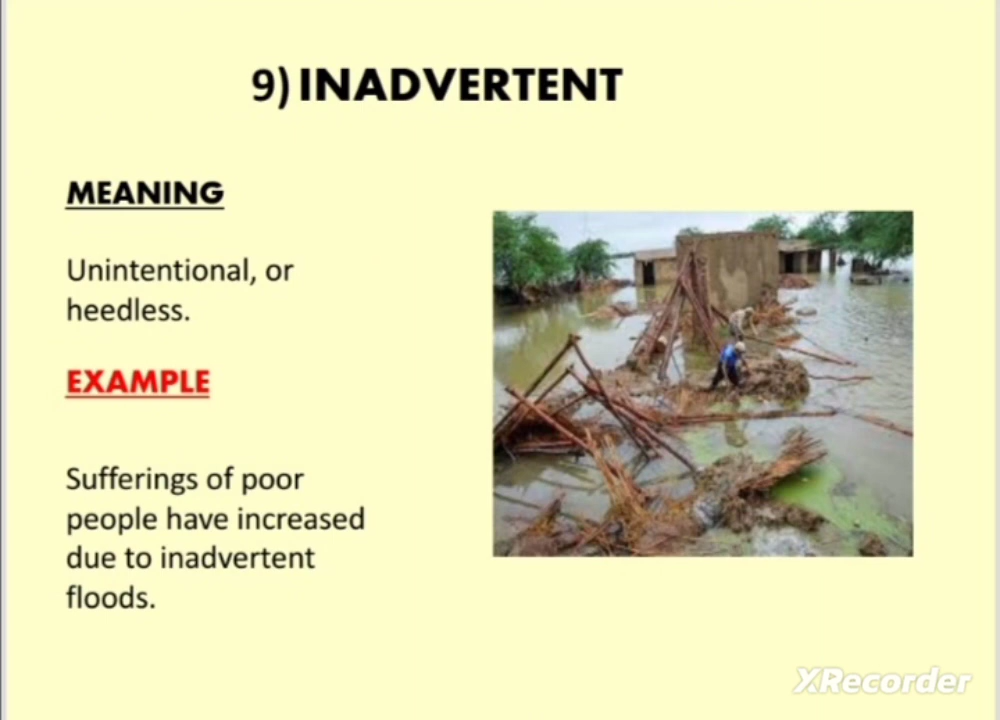 9) INADVERTENT
MEANING
Unintentional, or
heedless.
EXAMPLE
Sufferings of poor
people have increased
due to inadvertent
floods.
XRecorder